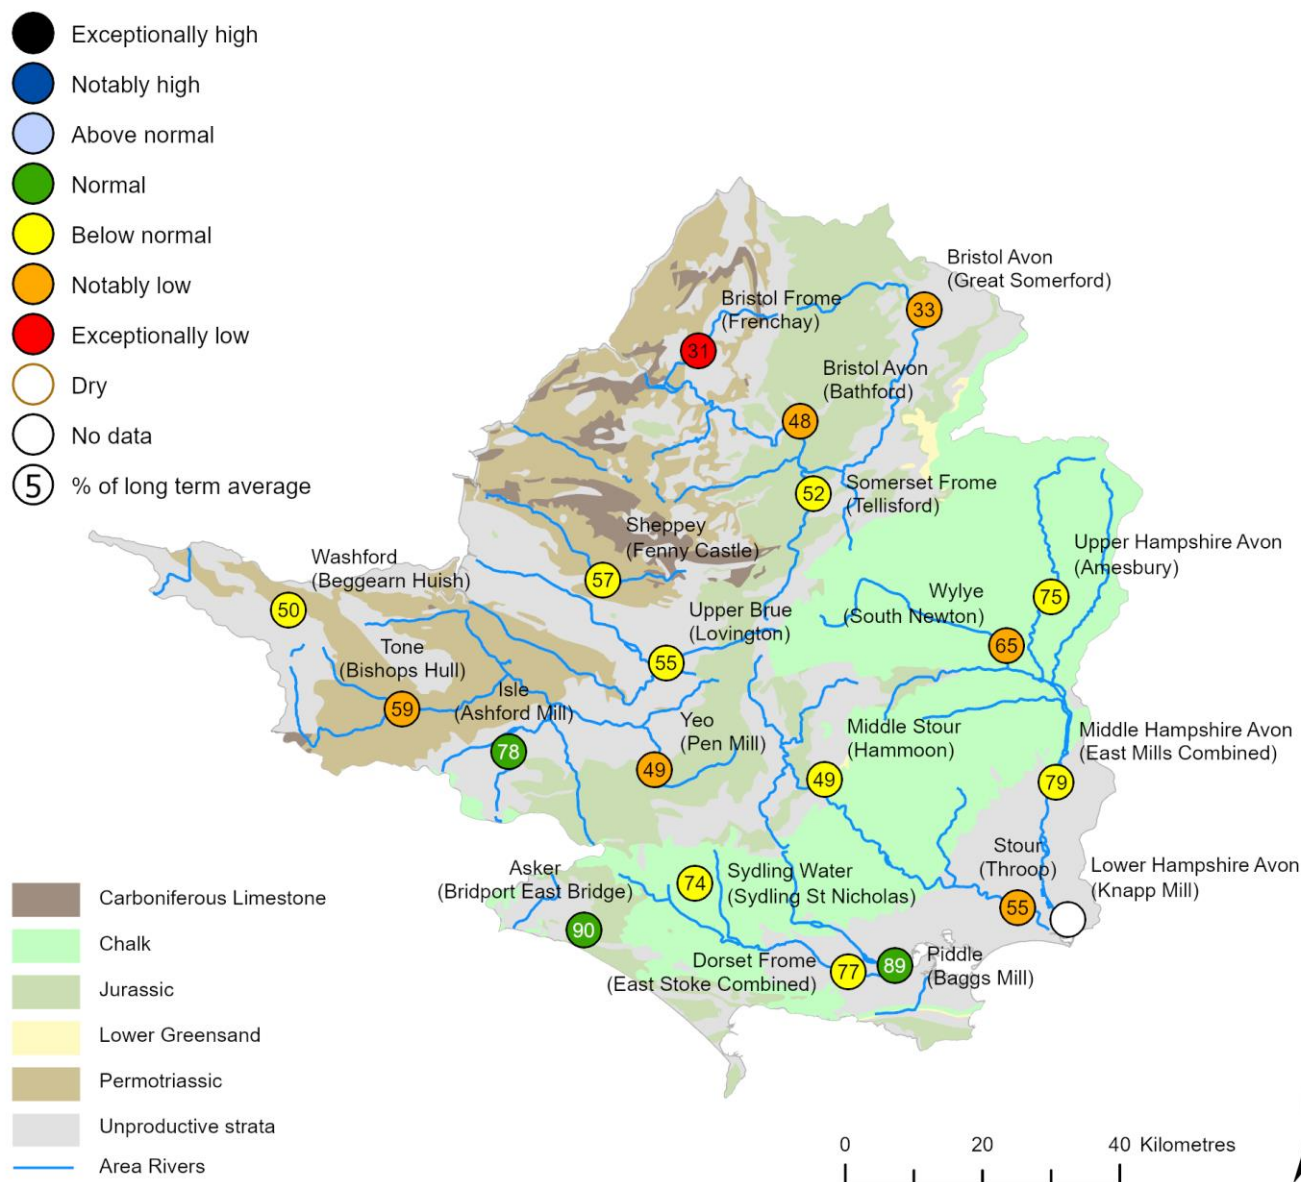 Exceptionally high
Notably high
Above normal
Normal
Below normal
Notably low
Exceptionally low
Dry
No data
5 % of long term average
Bristol Avon
(Great Somerford)
33
Bristol Frome
(Frenchay)
31
Bristol Avon
(Bathford)
48
Somerset Frome
(Tellisford)
52
Sheppey
(Fenny Castle)
57
Washford
(Beggearn Huish)
50
Upper Hampshire Avon
(Amesbury)
75
Wylye
(South Newton)
65
Upper Brue
(Lovington)
55
Tone
(Bishops Hull)
59
Isle
(Ashford Mill)
78
Yeo
(Pen Mill)
49
Middle Stour
(Hammoon)
49
Middle Hampshire Avon
(East Mills Combined)
79
Stour
(Throop)
55
Lower Hampshire Avon
(Knapp Mill)
Asker
(Bridport East Bridge)
90
Sydling Water
(Sydling St Nicholas)
74
Dorset Frome
(East Stoke Combined)
77
Piddle
(Baggs Mill)
89
Carboniferous Limestone
Chalk
Jurassic
Lower Greensand
Permotriassic
Unproductive strata
Area Rivers
0 20 40 Kilometres